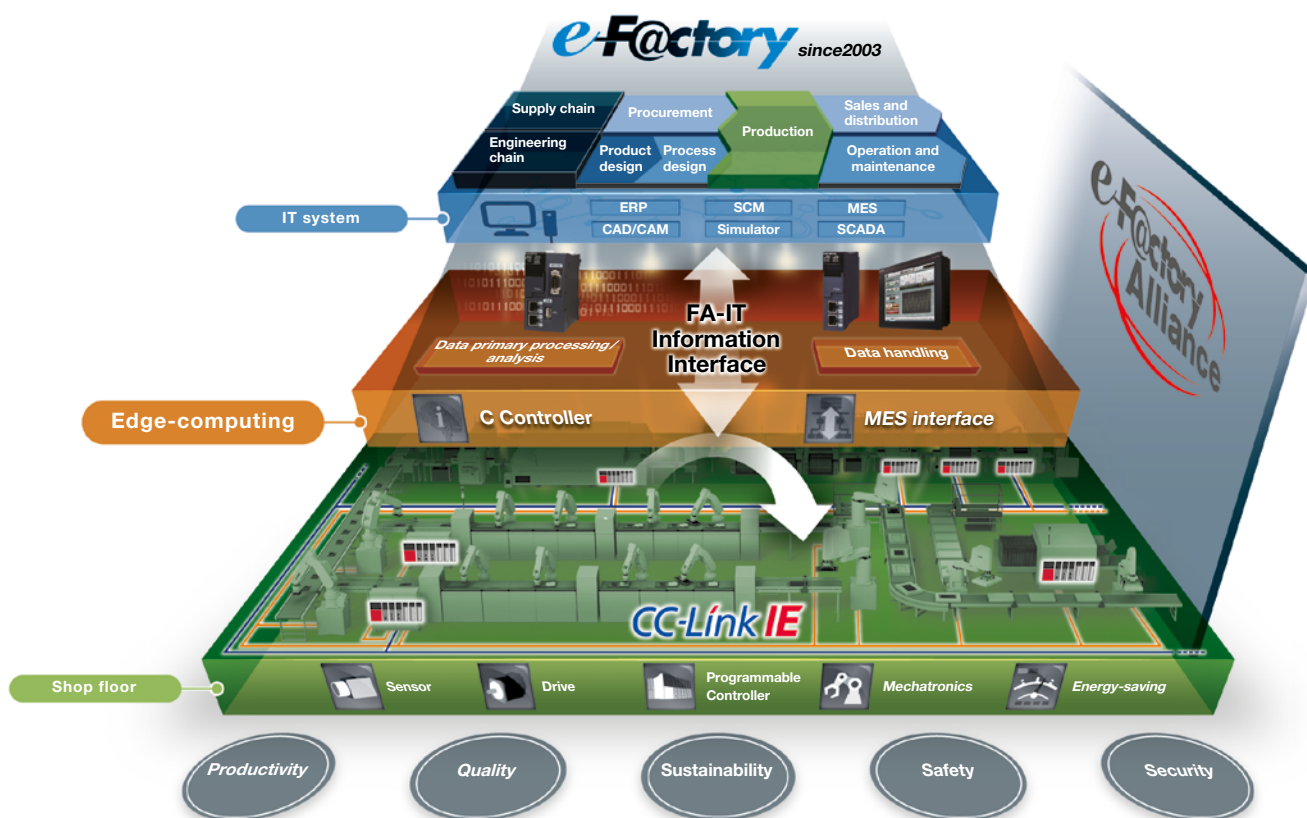 e-F@ctory since2003
Supply chain
Procurement
Production
Sales and
distribution
Engineering
chain
Product
design
Process
design
Operation and
maintenance
IT system
ERP
SCM
MES
CAD/CAM
Simulator
SCADA
FA-IT
Information
Interface
Data primary processing/
analysis
Data handling
Edge-computing
C Controller
MES interface
e-F@ctory
Alliance
CC-Link IE
Shop floor
Sensor
Drive
Programmable
Controller
Mechatronics
Energy-saving
Productivity
Quality
Sustainability
Safety
Security